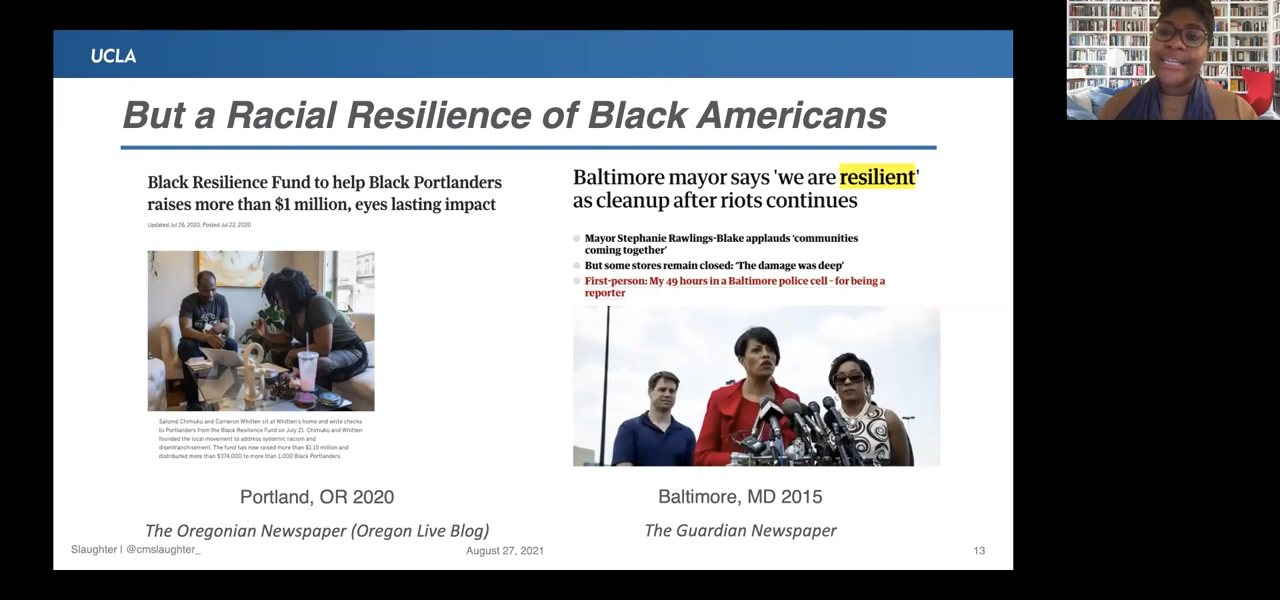 UCLA
But a Racial Resilience of Black Americans
Black Resilience Fund to help Black Portlanders
raises more than $1 million, eyes lasting impact
Updated Jul 26, 2020; Posted Jul 22, 2020
Salomé Chimuku and Cameron Whitten sit at Whitten's home and write checks
to Portlanders from the Black Resilience Fund on July 21. Chimuku and Whitten
founded the local movement to address systemic racism and
disenfranchisement. The fund has now raised more than $1.15 million and
distributed more than $374,000 to more than 1,000 Black Portlanders.
Portland, OR 2020
The Oregonian Newspaper (Oregon Live Blog)
Baltimore mayor says 'we are resilient'
as cleanup after riots continues
Mayor Stephanie Rawlings-Blake applauds 'communities
coming together'
But some stores remain closed: 'The damage was deep'
First-person: My 49 hours in a Baltimore police cell – for being a
reporter
Baltimore, MD 2015
The Guardian Newspaper
Slaughter | @cmslaughter_
August 27, 2021
13